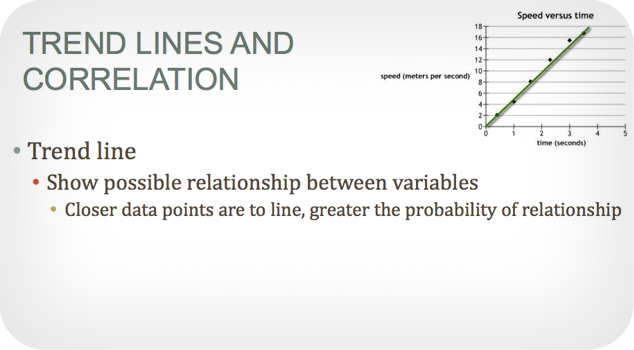 TREND LINES AND
CORRELATION
Speed versus time
18
16
14
12
10
8
6
4
2
0
speed (meters per second)
0 1 2 3 4 5
time (seconds)
• Trend line
• Show possible relationship between variables
• Closer data points are to line, greater the probability of relationship